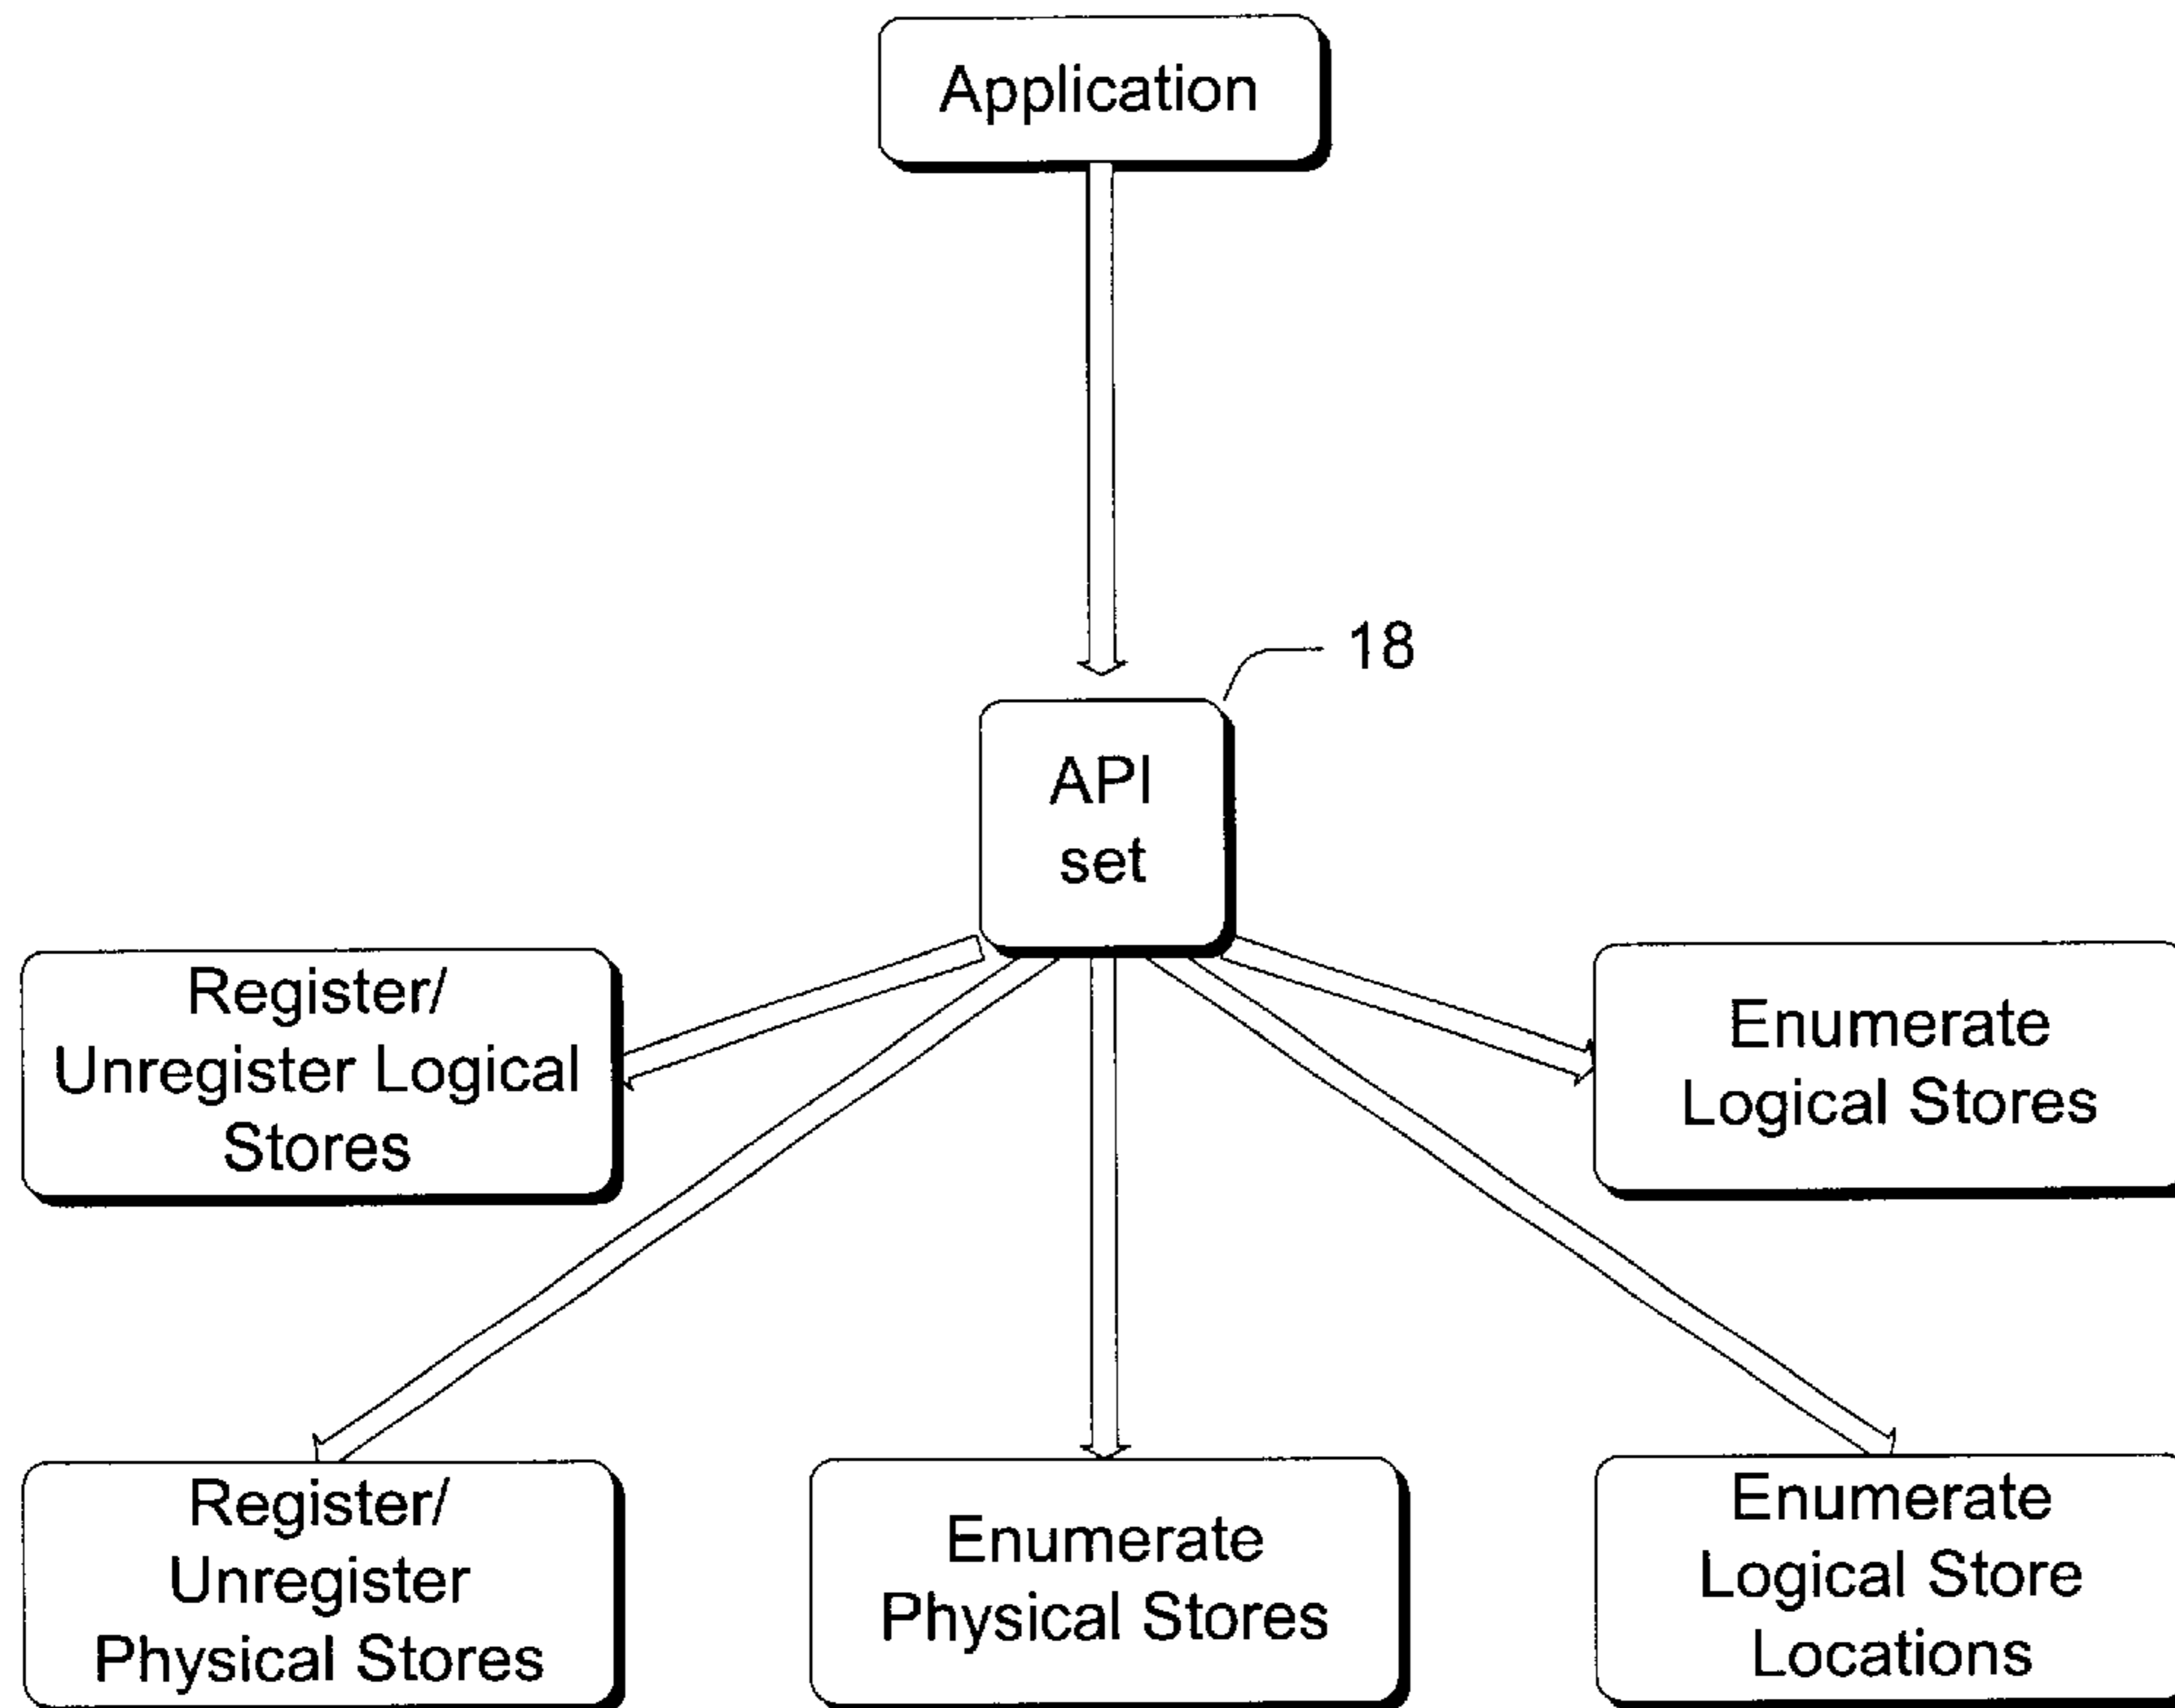 Application
18
API
set
Register/
Unregister Logical
Stores
Enumerate
Logical Stores
Register/
Unregister
Physical Stores
Enumerate
Physical Stores
Enumerate
Logical Store
Locations